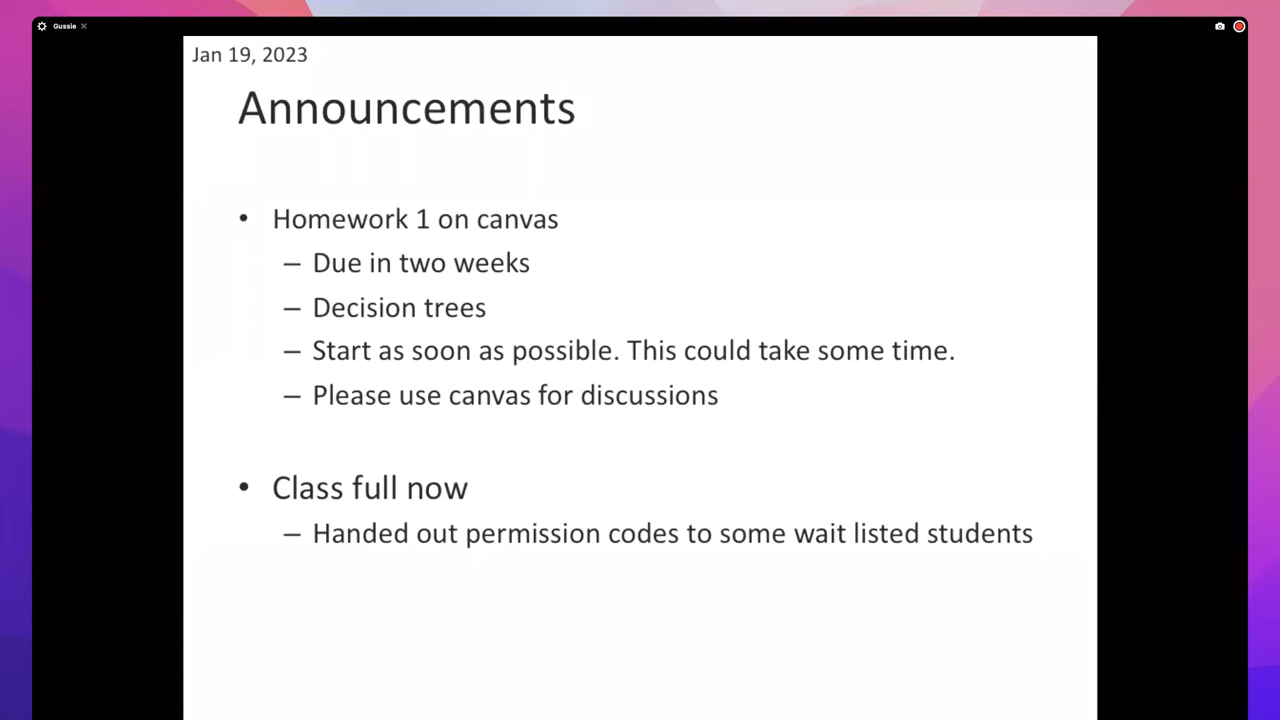 Gussie
Jan 19, 2023
Announcements
• Homework 1 on canvas
– Due in two weeks
– Decision trees
– Start as soon as possible. This could take some time.
– Please use canvas for discussions
• Class full now
– Handed out permission codes to some wait listed students